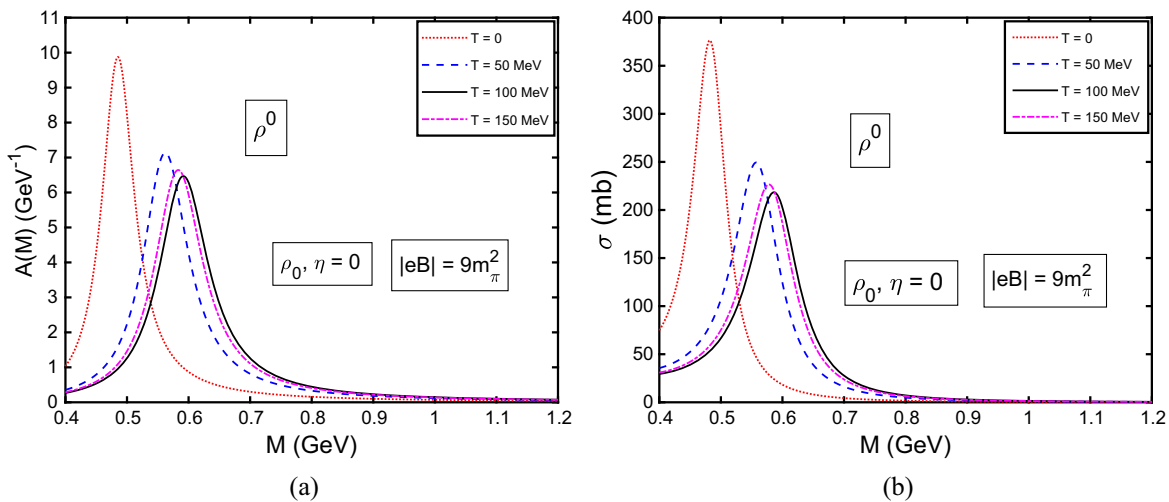 11
10
9
8
7
6
5
4
3
2
1
0
A(M) (GeV⁻¹)
T = 0
T = 50 MeV
T = 100 MeV
T = 150 MeV
ρ⁰
ρ₀, η = 0
|eB| = 9m²_π
0.4 0.5 0.6 0.7 0.8 0.9 1 1.1 1.2
M (GeV)
(a)
400
350
300
250
200
150
100
50
0
σ (mb)
T = 0
T = 50 MeV
T = 100 MeV
T = 150 MeV
ρ⁰
ρ₀, η = 0
|eB| = 9m²_π
0.4 0.5 0.6 0.7 0.8 0.9 1 1.1 1.2
M (GeV)
(b)